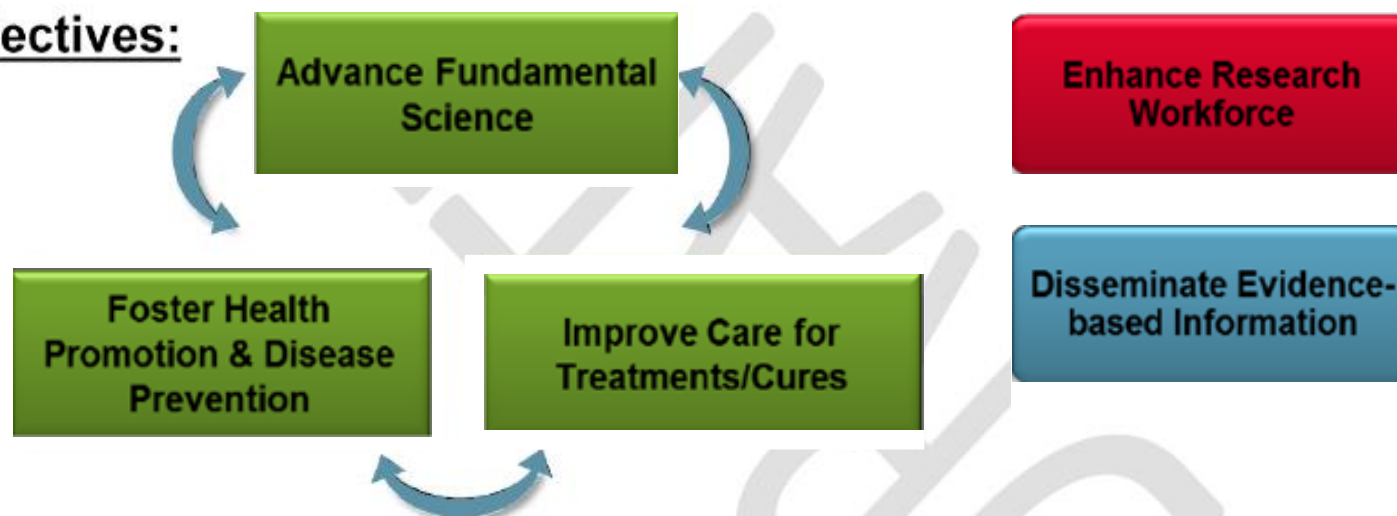 ectives:
Advance Fundamental
Science
Enhance Research
Workforce
Foster Health
Promotion & Disease
Prevention
Improve Care for
Treatments/Cures
Disseminate Evidence-
based Information